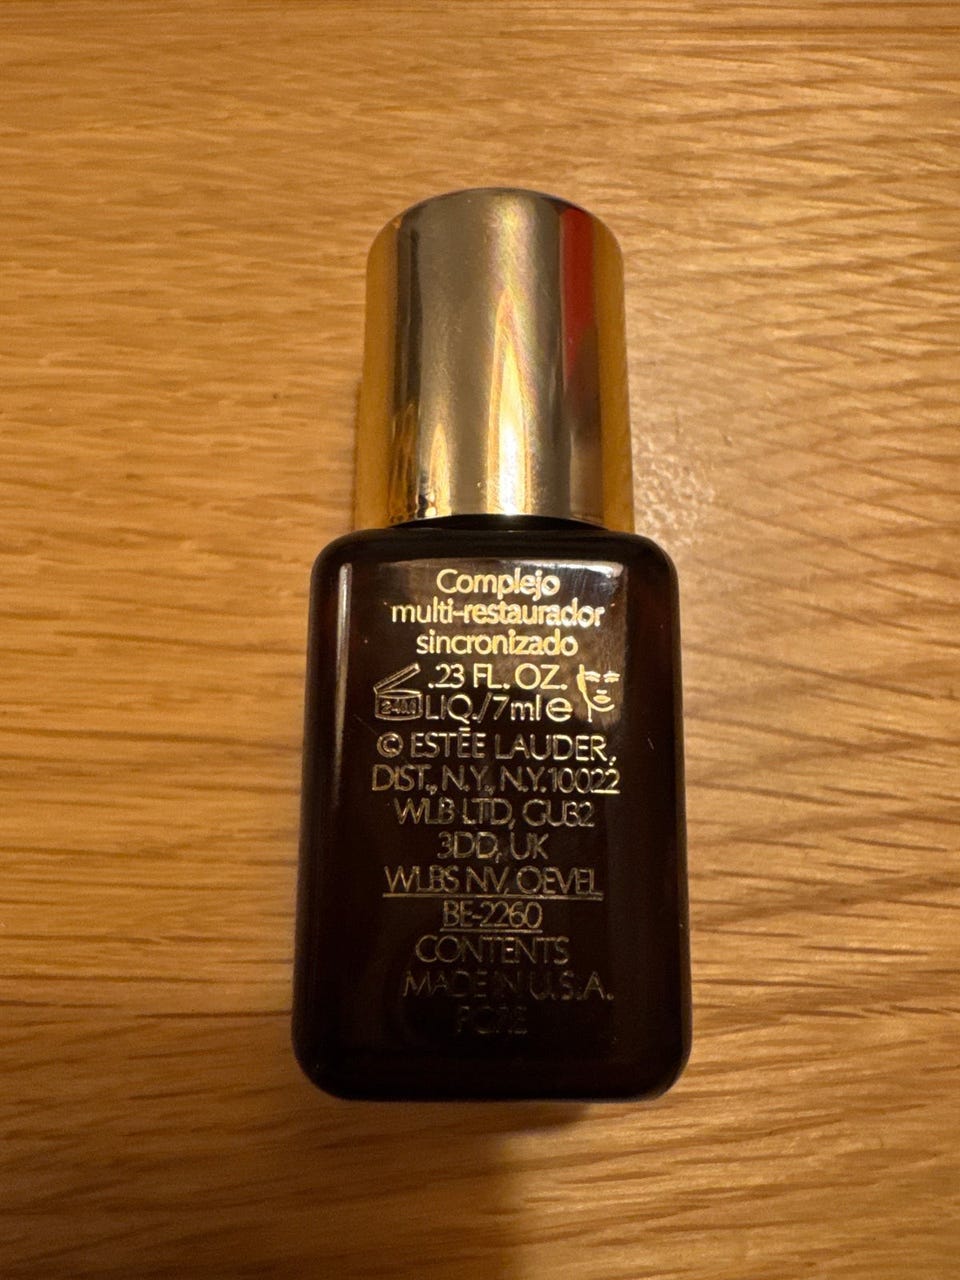 Complejo
multi-restaurador
sincronizado
.23 FL. OZ.
24M LIQ./7ml e
© ESTÉE LAUDER,
DIST., N.Y., N.Y.10022
WLB LTD, GU32
3DD, UK
WLBS NV, OEVEL
BE-2260
CONTENTS
MADE IN U.S.A.